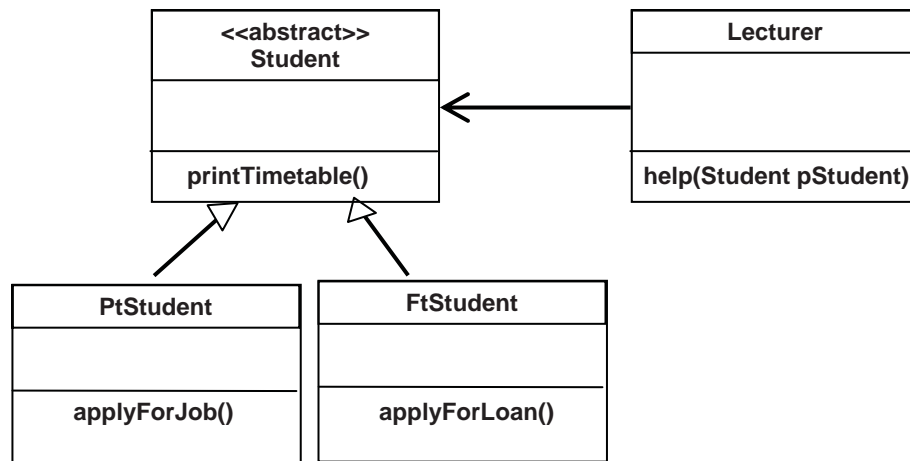 <<abstract>>
Student
Lecturer
printTimetable()
help(Student pStudent)
PtStudent
FtStudent
applyForJob()
applyForLoan()